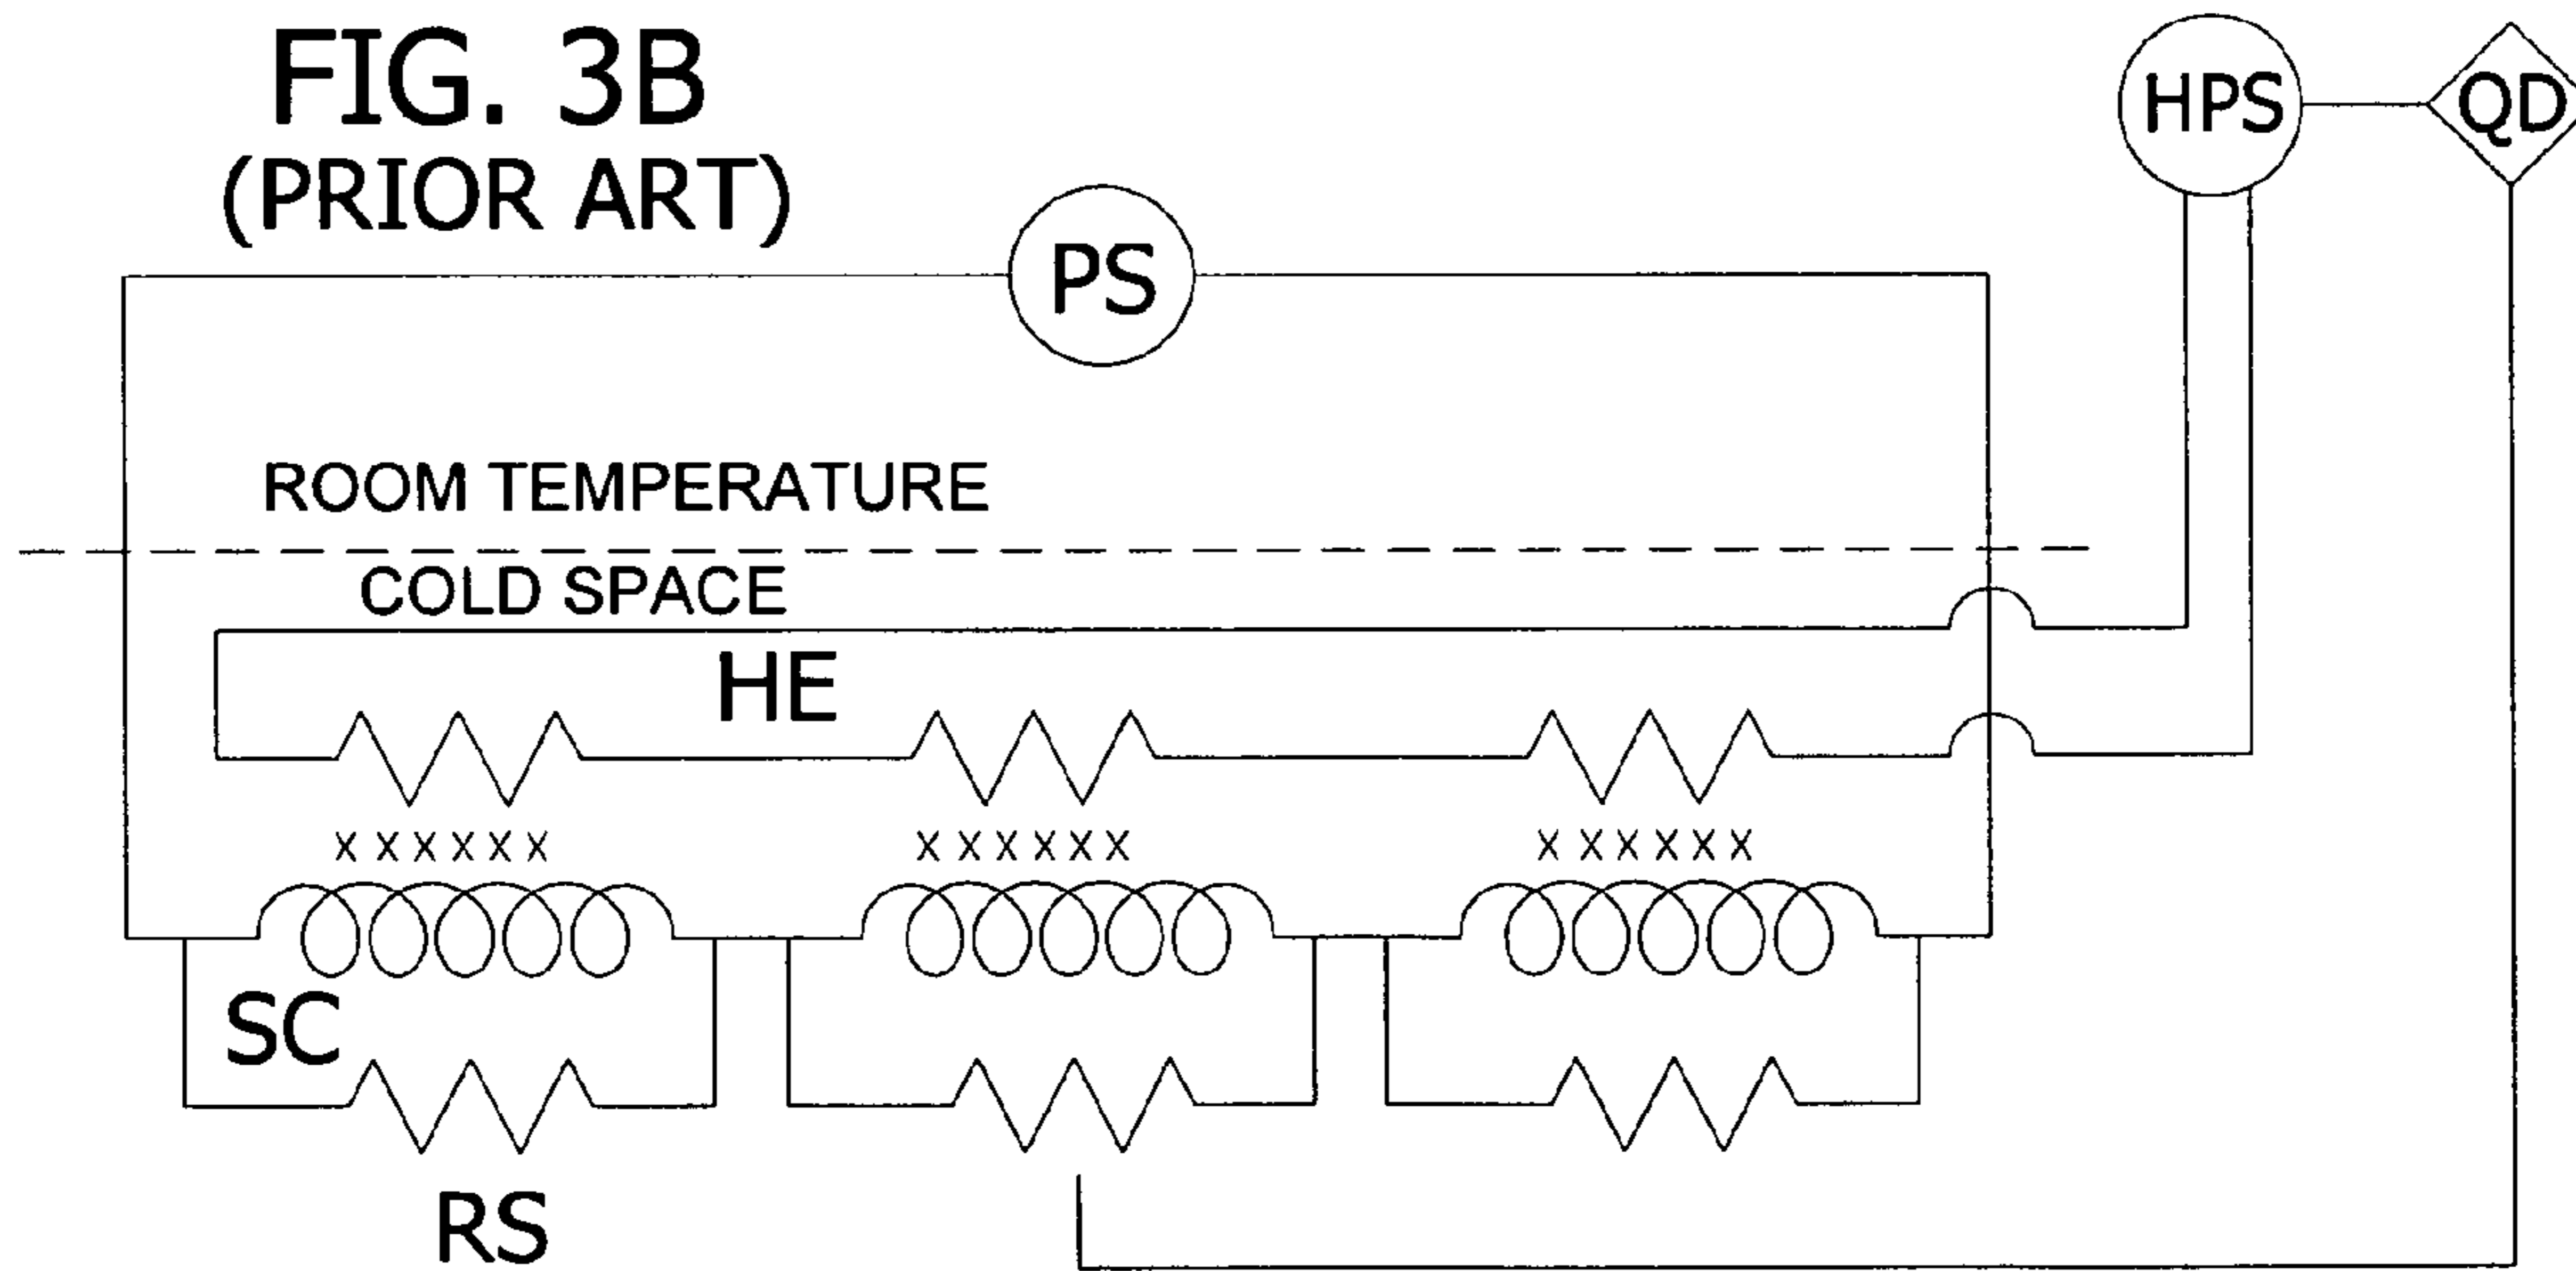 FIG. 3B
(PRIOR ART)
HPS
QD
PS
ROOM TEMPERATURE
COLD SPACE
HE
X X X X X X
X X X X X X
X X X X X X
SC
RS